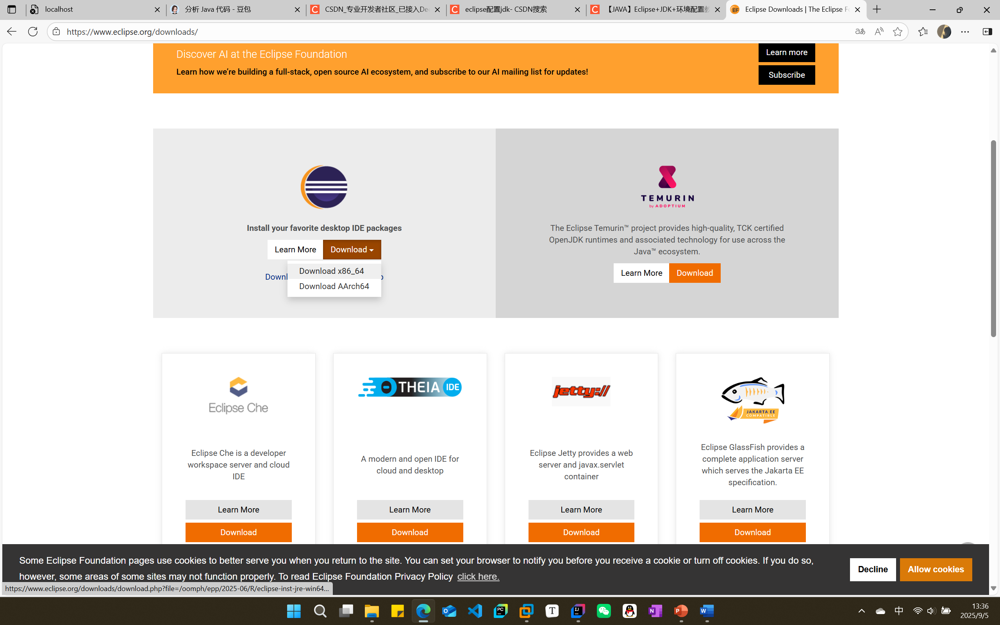 localhost
分析 Java 代码 - 豆包
CSDN_专业开发者社区_已接入De
eclipse配置jdk- CSDN搜索
【JAVA】Eclipse+JDK+环境配置教
Eclipse Downloads | The Eclipse Fo
https://www.eclipse.org/downloads/
Discover AI at the Eclipse Foundation
Learn how we’re building a full-stack, open source AI ecosystem, and subscribe to our AI mailing list for updates!
Learn more
Subscribe
Install your favorite desktop IDE packages
Learn More
Download
Download x86_64
Downl
Download AArch64
TEMURIN
by ADOPTIUM
The Eclipse Temurin™ project provides high-quality, TCK certified
OpenJDK runtimes and associated technology for use across the
Java™ ecosystem.
Learn More
Download
Eclipse Che
Eclipse Che is a developer
workspace server and cloud
IDE
Learn More
Download
THEIA IDE
A modern and open IDE for
cloud and desktop
Learn More
Download
jetty://
Eclipse Jetty provides a web
server and javax.servlet
container
Learn More
Download
JAKARTA EE
COMPATIBLE
Eclipse GlassFish provides a
complete application server
which serves the Jakarta EE
specification.
Learn More
Download
Some Eclipse Foundation pages use cookies to better serve you when you return to the site. You can set your browser to notify you before you receive a cookie or turn off cookies. If you do so,
however, some areas of some sites may not function properly. To read Eclipse Foundation Privacy Policy click here.
Decline
Allow cookies
https://www.eclipse.org/downloads/download.php?file=/oomph/epp/2025-06/R/eclipse-inst-jre-win64...
中
13:36
2025/9/5